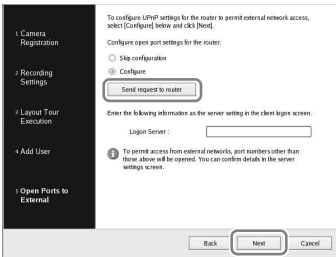 1 Camera
Registration
2 Recording
Settings
3 Layout Tour
Execution
4 Add User
5 Open Ports to
External
To configure UPnP settings for the router to permit external network access,
select [Configure] below and click [Next].
Configure open port settings for the router.
Skip configuration
Configure
Send request to router
Enter the following information as the server setting in the client logon screen.
Logon Server :
To permit access from external networks, port numbers other than
those above will be opened. You can confirm details in the server
settings screen.
Back
Next
Cancel